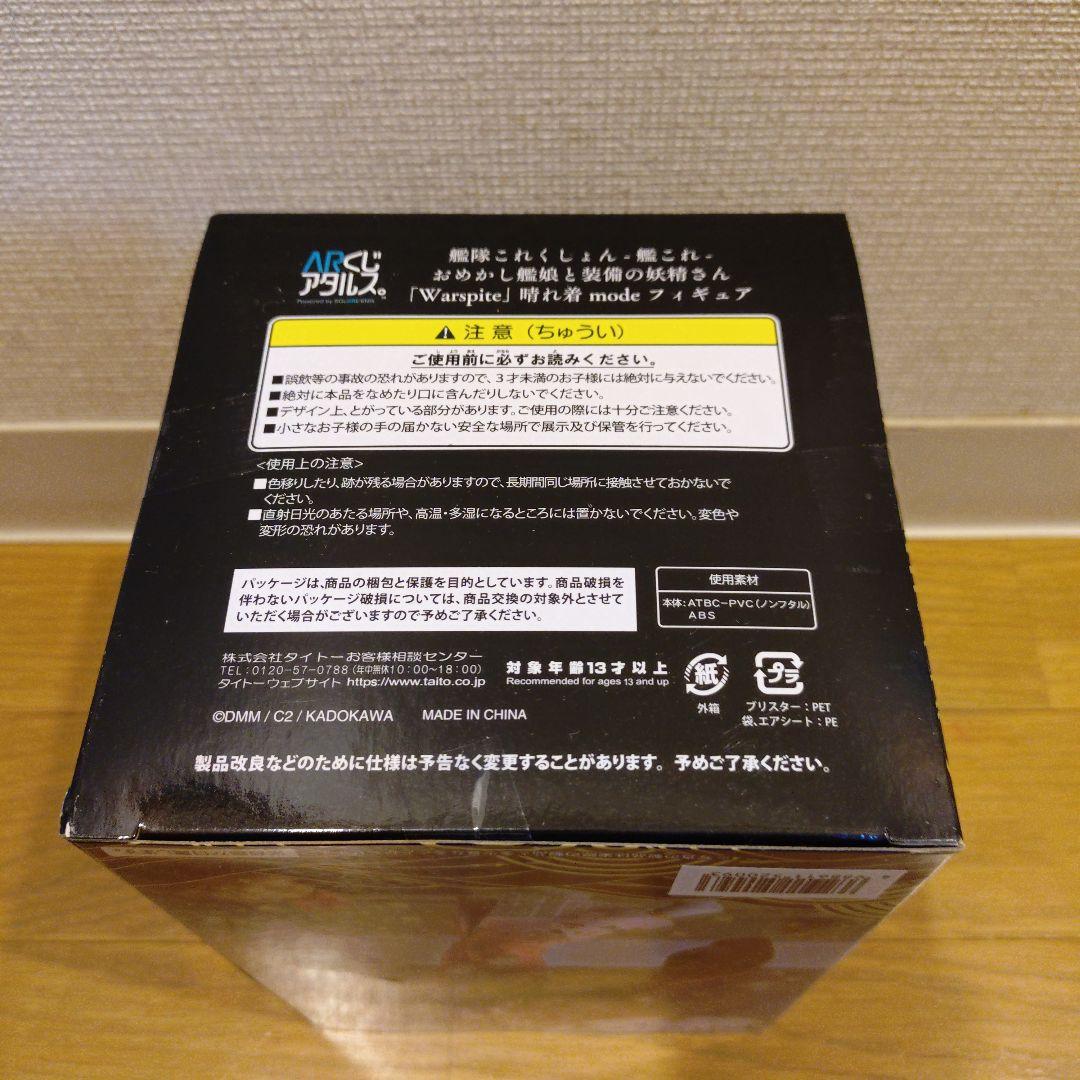 ARくじ
アタルス。
Powered by SQUARE ENIX
艦隊これくしょん -艦これ-
おめかし艦娘と装備の妖精さん
「Warspite」晴れ着 mode フィギュア
注意（ちゅうい）
ご使用前に必ずお読みください。
■誤飲等の事故の恐れがありますので、3才未満のお子様には絶対に与えないでください。
■絶対に本品をなめたり口に含んだりしないでください。
■デザイン上、とがっている部分があります。ご使用の際には十分ご注意ください。
■小さなお子様の手の届かない安全な場所で展示及び保管を行ってください。
<使用上の注意>
■色移りしたり、跡が残る場合がありますので、長期間同じ場所に接触させておかないで
ください。
■直射日光のあたる場所や、高温・多湿になるところには置かないでください。変色や
変形の恐れがあります。
パッケージは、商品の梱包と保護を目的としています。商品破損を
伴わないパッケージ破損については、商品交換の対象外とさせて
いただく場合がございますので予めご了承ください。
使用素材
本体:ATBC-PVC(ノンフタル)
ABS
株式会社タイトーお客様相談センター
TEL:0120-57-0788(年中無休10:00~18:00)
タイトーウェブサイト https://www.taito.co.jp
対象年齢13才以上
Recommended for ages 13 and up
紙
外箱
プラ
ブリスター:PET
袋、エアシート:PE
©DMM / C2 / KADOKAWA MADE IN CHINA
製品改良などのために仕様は予告なく変更することがあります。予めご了承ください。